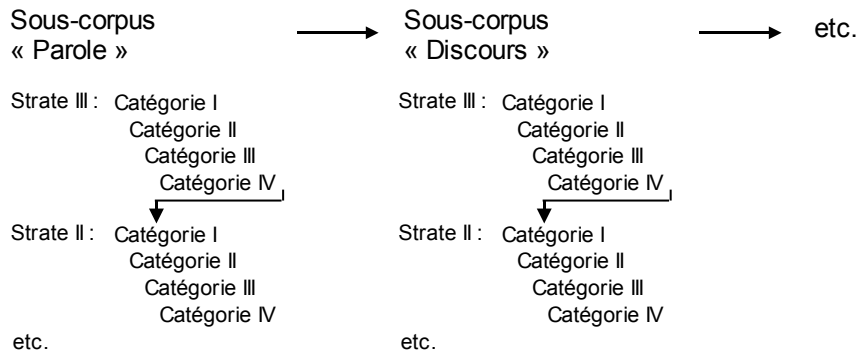 Sous-corpus
« Parole »
Sous-corpus
« Discours »
etc.
Strate III : Catégorie I
Catégorie II
Catégorie III
Catégorie IV
Strate II : Catégorie I
Catégorie II
Catégorie III
Catégorie IV
etc.
Strate III : Catégorie I
Catégorie II
Catégorie III
Catégorie IV
Strate II : Catégorie I
Catégorie II
Catégorie III
Catégorie IV
etc.